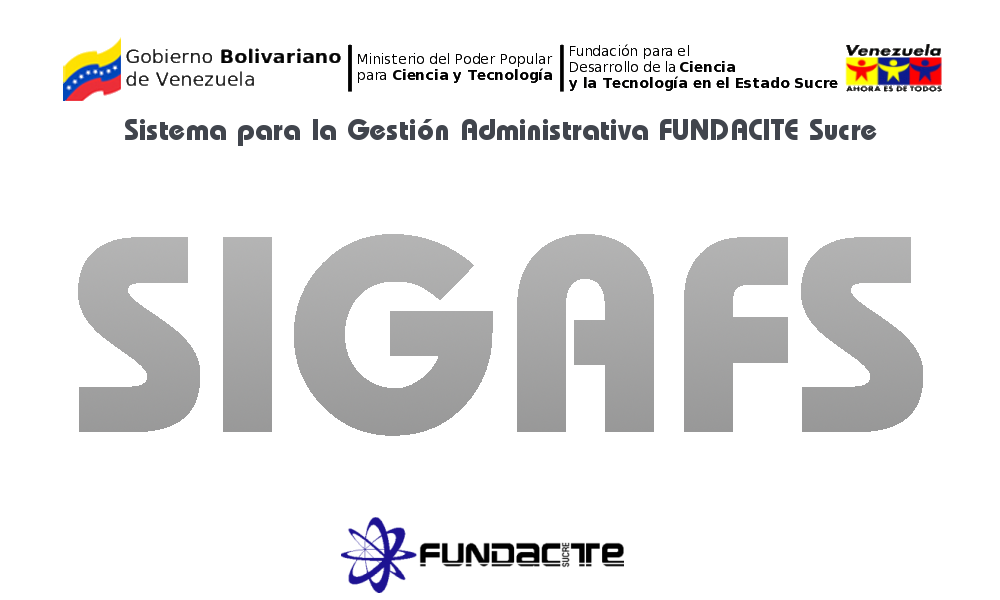 Gobierno Bolivariano
de Venezuela
Ministerio del Poder Popular
para Ciencia y Tecnología
Fundación para el
Desarrollo de la Ciencia
y la Tecnología en el Estado Sucre
Venezuela
AHORA ES DE TODOS
Sistema para la Gestión Administrativa FUNDACITE Sucre
SIGAFS
FUNDACITE
SUCRE